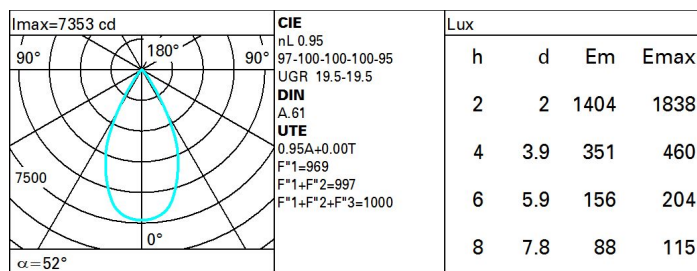 Imax=7353 cd
90° 180° 90°
7500
0°
α=52°
CIE
nL 0.95
97-100-100-100-95
UGR 19.5-19.5
DIN
A.61
UTE
0.95A+0.00T
F"1=969
F"1+F"2=997
F"1+F"2+F"3=1000
Lux
h d Em Emax
2 2 1404 1838
4 3.9 351 460
6 5.9 156 204
8 7.8 88 115